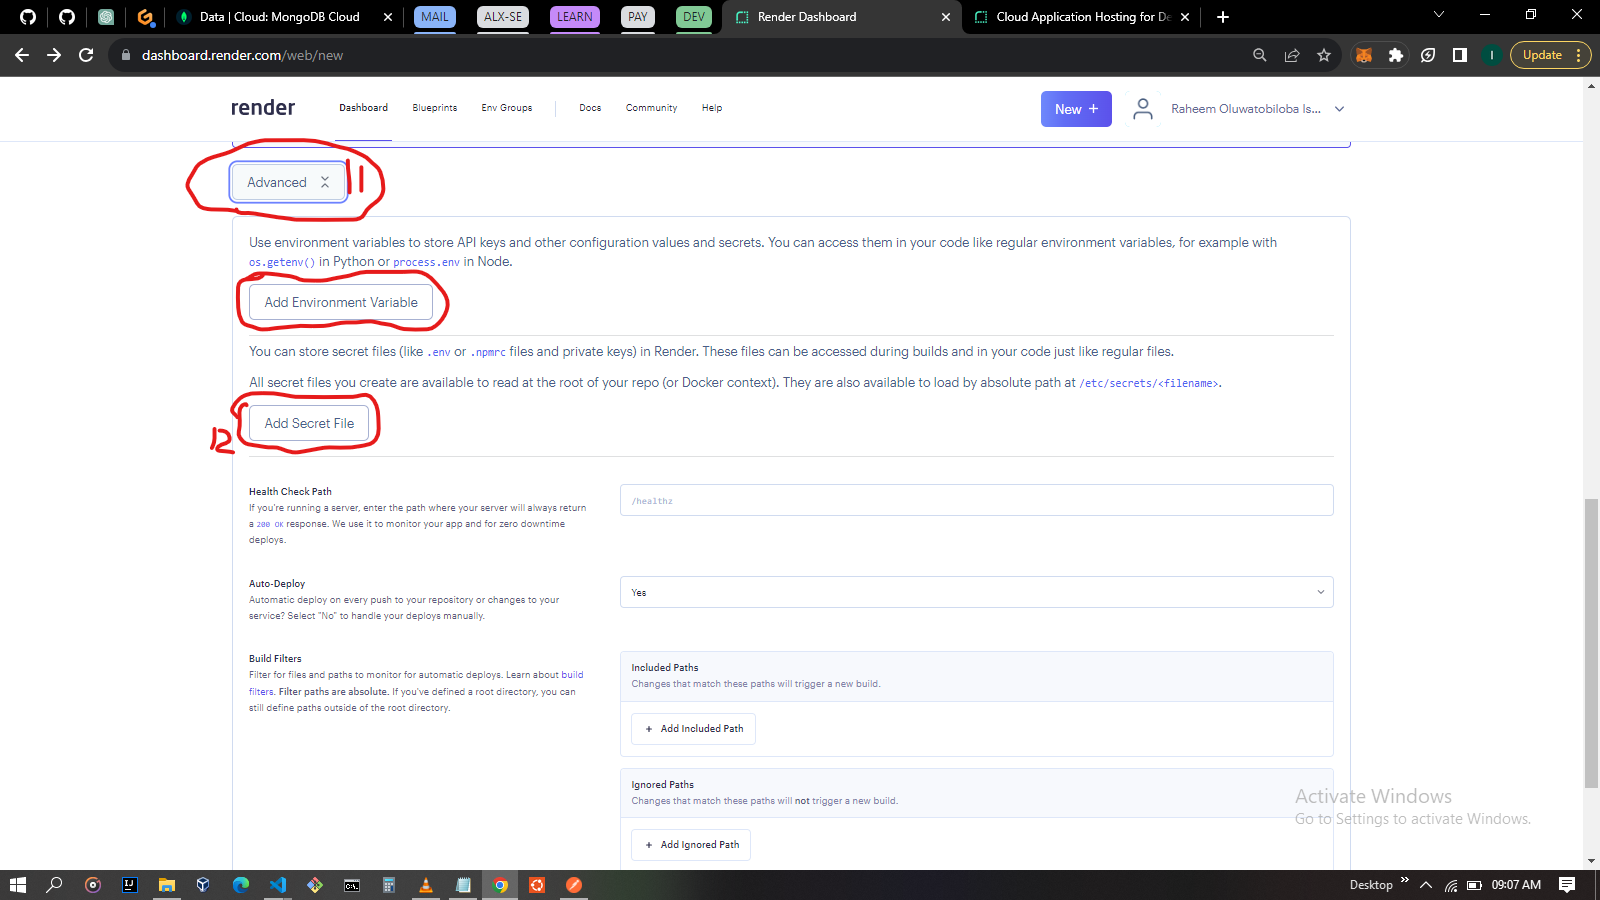 Data | Cloud: MongoDB Cloud
MAIL
ALX-SE
LEARN
PAY
DEV
Render Dashboard
Cloud Application Hosting for De
dashboard.render.com/web/new
I
Update
render
Dashboard
Blueprints
Env Groups
Docs
Community
Help
New +
Raheem Oluwatobiloba Is...
Advanced
11
Use environment variables to store API keys and other configuration values and secrets. You can access them in your code like regular environment variables, for example with
os.getenv() in Python or process.env in Node.
Add Environment Variable
You can store secret files (like .env or .npmrc files and private keys) in Render. These files can be accessed during builds and in your code just like regular files.
All secret files you create are available to read at the root of your repo (or Docker context). They are also available to load by absolute path at /etc/secrets/<filename>.
Add Secret File
12
Health Check Path
If you're running a server, enter the path where your server will always return
a 200 OK response. We use it to monitor your app and for zero downtime
deploys.
/healthz
Auto-Deploy
Automatic deploy on every push to your repository or changes to your
service? Select "No" to handle your deploys manually.
Yes
Build Filters
Filter for files and paths to monitor for automatic deploys. Learn about build
filters. Filter paths are absolute. If you've defined a root directory, you can
still define paths outside of the root directory.
Included Paths
Changes that match these paths will trigger a new build.
+ Add Included Path
Ignored Paths
Changes that match these paths will not trigger a new build.
+ Add Ignored Path
Activate Windows
Go to Settings to activate Windows.
Desktop
09:07 AM